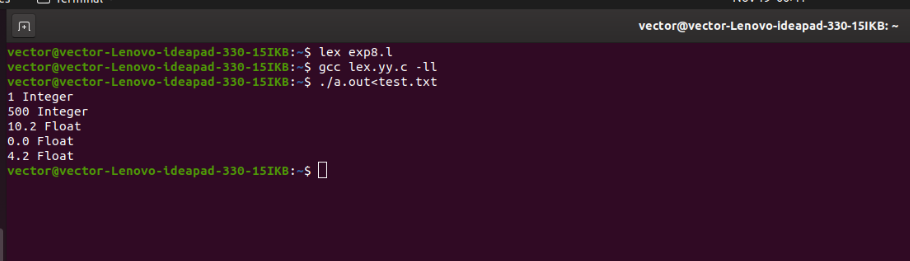 Terminal
vector@vector-Lenovo-ideapad-330-15IKB: ~
vector@vector-Lenovo-ideapad-330-15IKB:~$ lex exp8.l
vector@vector-Lenovo-ideapad-330-15IKB:~$ gcc lex.yy.c -ll
vector@vector-Lenovo-ideapad-330-15IKB:~$ ./a.out<test.txt
1 Integer
500 Integer
10.2 Float
0.0 Float
4.2 Float
vector@vector-Lenovo-ideapad-330-15IKB:~$